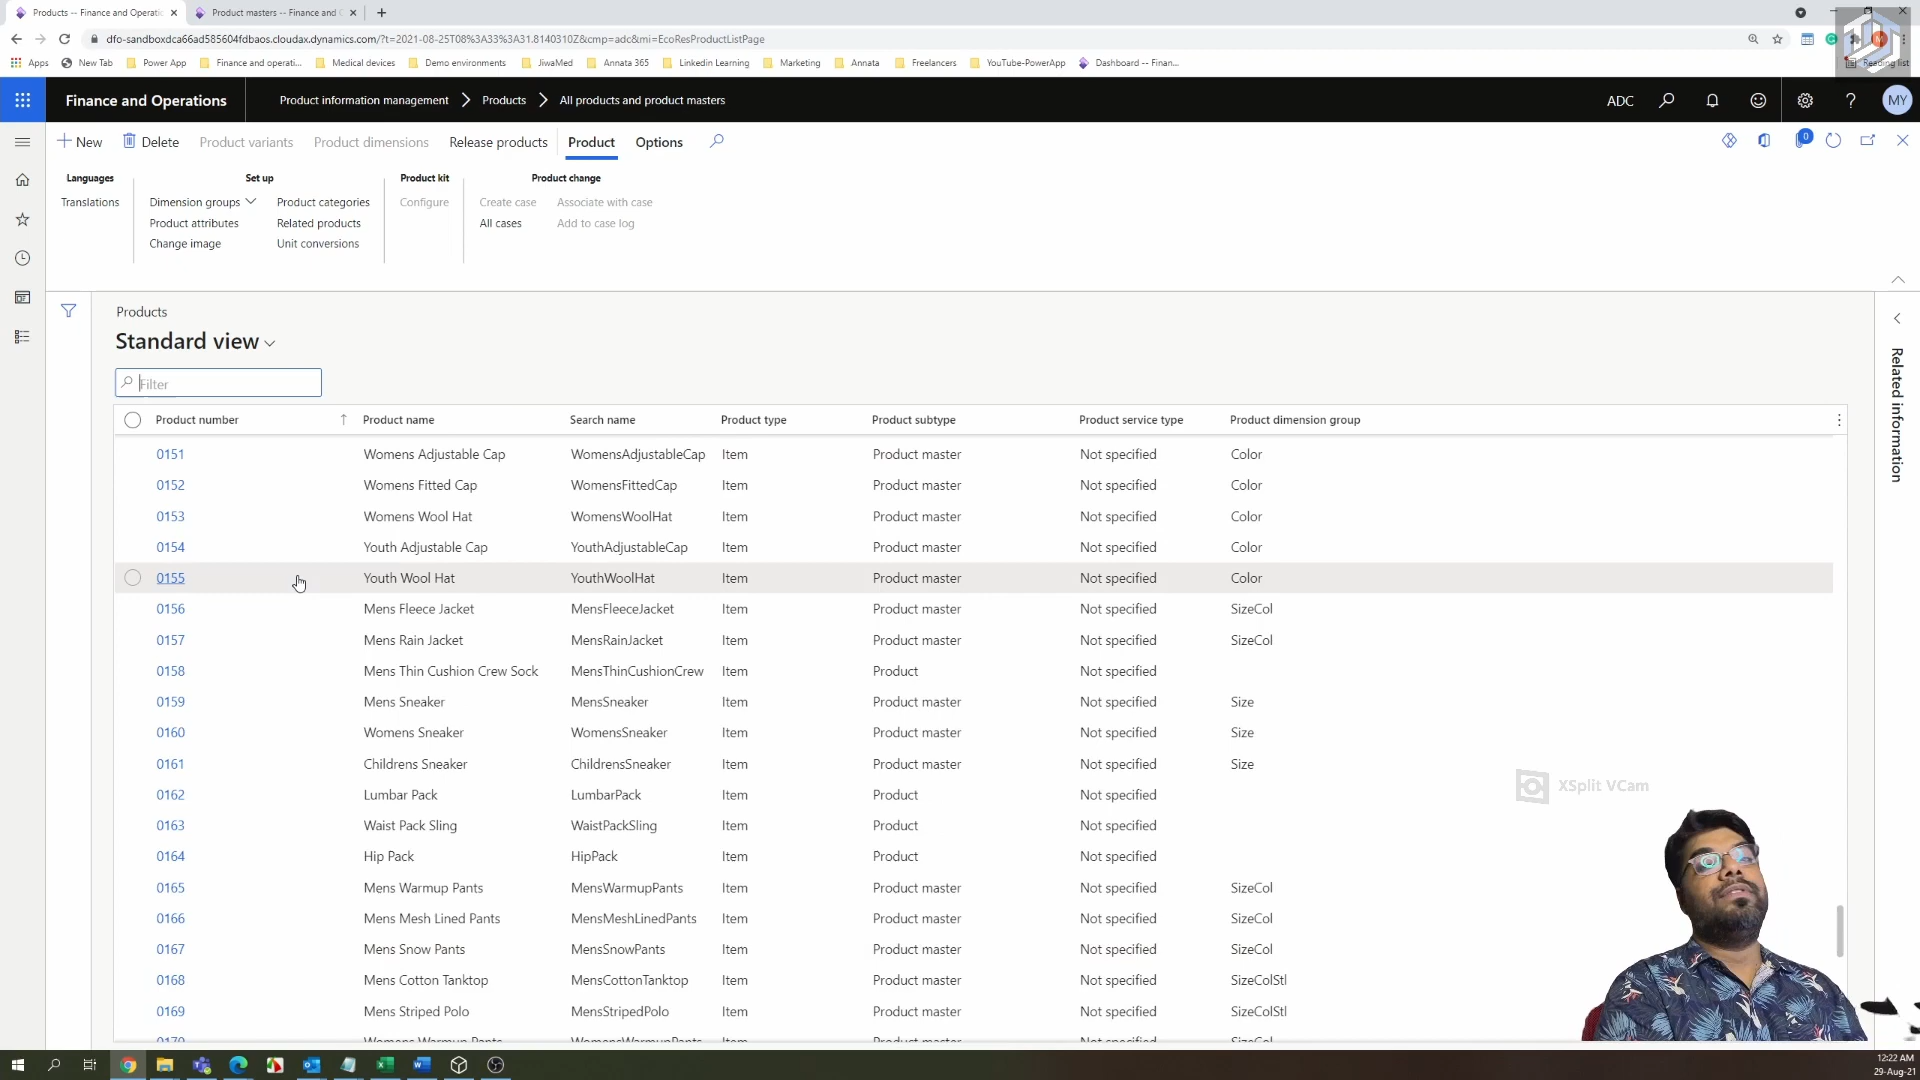 Products -- Finance and Operatio
Product masters -- Finance and O
dfo-sandboxdca66ad585604fdbaos.cloudax.dynamics.com/?t=2021-08-25T08%3A33%3A31.8140310Z&cmp=adc&mi=EcoResProductListPage
Apps New Tab Power App Finance and operati... Medical devices Demo environments JiwaMed Annata 365 Linkedin Learning Marketing Annata Freelancers YouTube-PowerApp Dashboard -- Finan... Reading list
Finance and Operations Product information management Products All products and product masters ADC ? MY
New Delete Product variants Product dimensions Release products Product Options 0
Languages Set up Product kit Product change
Translations Dimension groups Product categories Configure Create case Associate with case
Product attributes Related products All cases Add to case log
Change image Unit conversions
Products
Standard view
Related information
Filter
Product number Product name Search name Product type Product subtype Product service type Product dimension group
0151 Womens Adjustable Cap WomensAdjustableCap Item Product master Not specified Color
0152 Womens Fitted Cap WomensFittedCap Item Product master Not specified Color
0153 Womens Wool Hat WomensWoolHat Item Product master Not specified Color
0154 Youth Adjustable Cap YouthAdjustableCap Item Product master Not specified Color
0155 Youth Wool Hat YouthWoolHat Item Product master Not specified Color
0156 Mens Fleece Jacket MensFleeceJacket Item Product master Not specified SizeCol
0157 Mens Rain Jacket MensRainJacket Item Product master Not specified SizeCol
0158 Mens Thin Cushion Crew Sock MensThinCushionCrew Item Product Not specified
0159 Mens Sneaker MensSneaker Item Product master Not specified Size
0160 Womens Sneaker WomensSneaker Item Product master Not specified Size
0161 Childrens Sneaker ChildrensSneaker Item Product master Not specified Size
0162 Lumbar Pack LumbarPack Item Product Not specified
0163 Waist Pack Sling WaistPackSling Item Product Not specified
0164 Hip Pack HipPack Item Product Not specified
0165 Mens Warmup Pants MensWarmupPants Item Product master Not specified SizeCol
0166 Mens Mesh Lined Pants MensMeshLinedPants Item Product master Not specified SizeCol
0167 Mens Snow Pants MensSnowPants Item Product master Not specified SizeCol
0168 Mens Cotton Tanktop MensCottonTanktop Item Product master Not specified SizeColStl
0169 Mens Striped Polo MensStripedPolo Item Product master Not specified SizeColStl
0170 Womens Warmup Pants WomensWarmupPants Item Product master Not specified SizeCol
XSplit VCam
12:22 AM
29-Aug-21